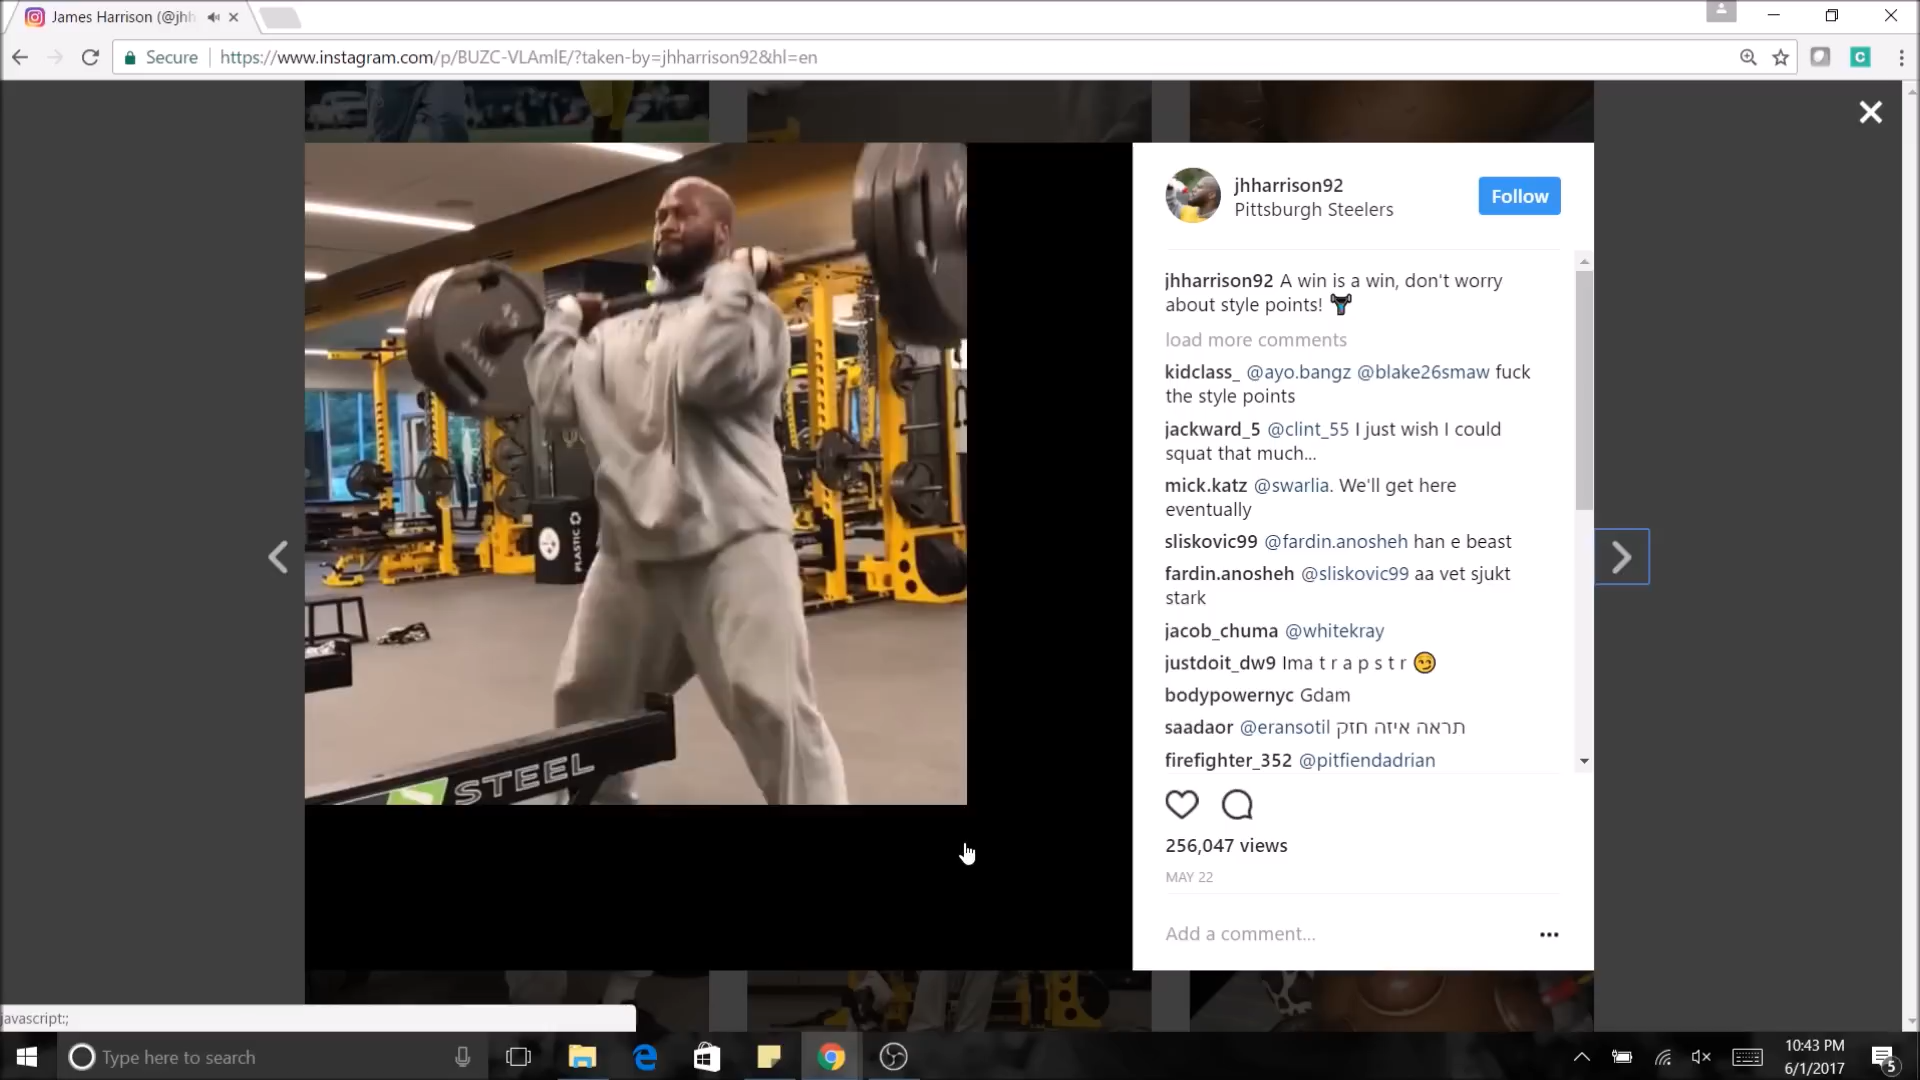 James Harrison (@jhh
Secure
https://www.instagram.com/p/BUZC-VLAmlE/?taken-by=jhharrison92&hl=en
jhharrison92
Pittsburgh Steelers
Follow
jhharrison92 A win is a win, don't worry
about style points!
load more comments
kidclass_ @ayo.bangz @blake26smaw fuck
the style points
jackward_5 @clint_55 I just wish I could
squat that much...
mick.katz @swarlia. We'll get here
eventually
sliskovic99 @fardin.anosheh han e beast
fardin.anosheh @sliskovic99 aa vet sjukt
stark
jacob_chuma @whitekray
justdoit_dw9 Ima t r a p s t r
bodypowernyc Gdam
saadaor @eransotil תראה איזה חזק
firefighter_352 @pitfiendadrian
256,047 views
MAY 22
Add a comment...
PLASTIC
STEEL
javascript:;
Type here to search
10:43 PM
6/1/2017
5